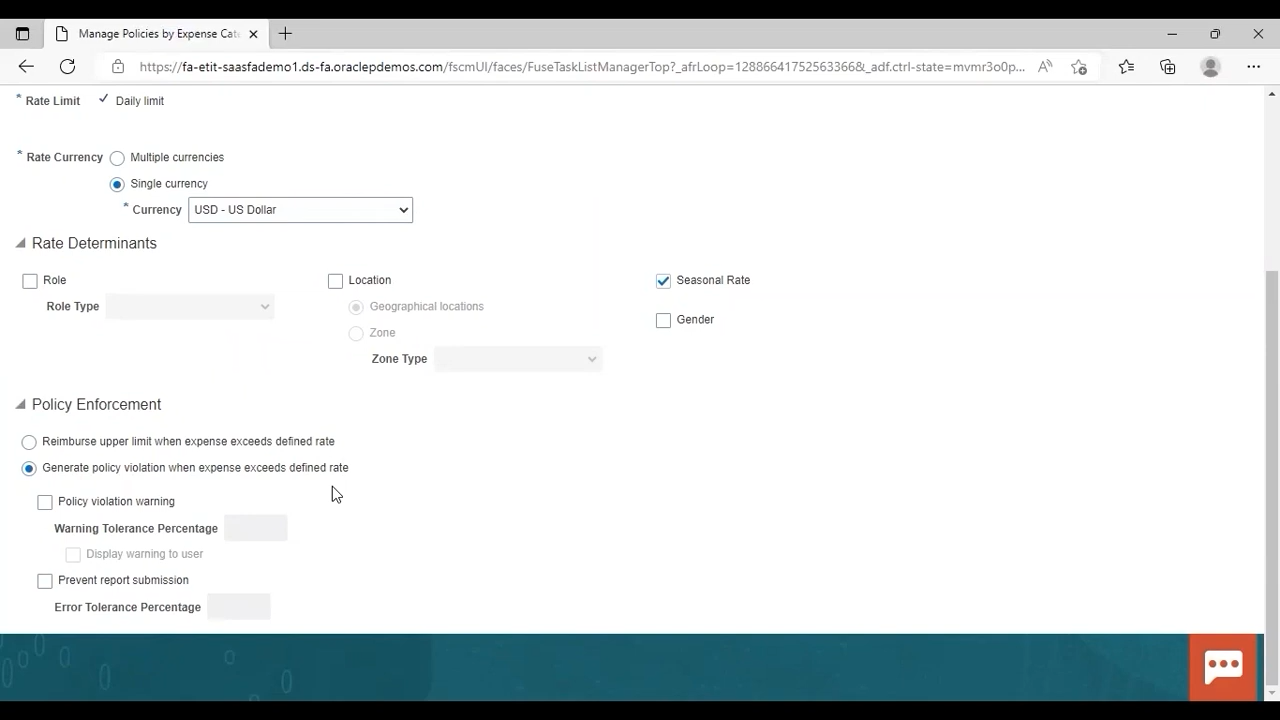 Manage Policies by Expense Cate
https://fa-etit-saasfademo1.ds-fa.oraclepdemos.com/fscmUI/faces/FuseTaskListManagerTop?_afrLoop=12886641752563366&_adf.ctrl-state=mvmr3o0p...
* Rate Limit Daily limit
* Rate Currency Multiple currencies
Single currency
* Currency USD - US Dollar
Rate Determinants
Role Location Seasonal Rate
Role Type Geographical locations
Gender
Zone
Zone Type
Policy Enforcement
Reimburse upper limit when expense exceeds defined rate
Generate policy violation when expense exceeds defined rate
Policy violation warning
Warning Tolerance Percentage
Display warning to user
Prevent report submission
Error Tolerance Percentage